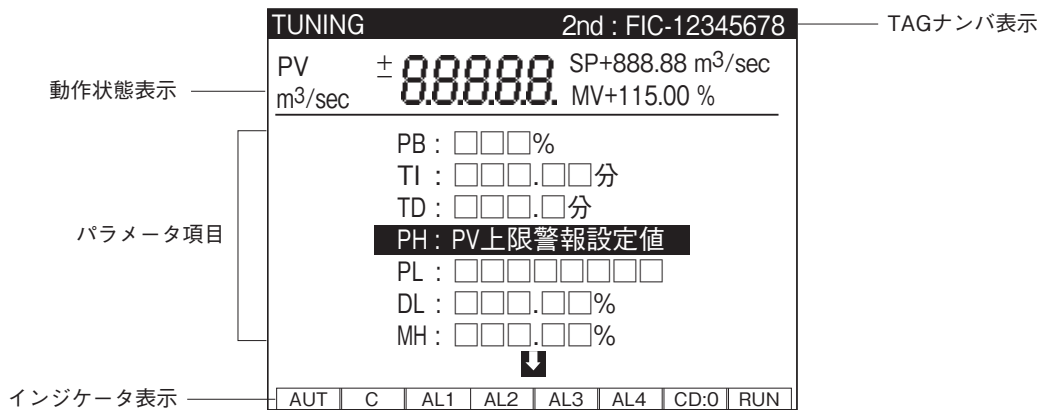 TUNING 2nd : FIC-12345678
TAGナンバ表示
動作状態表示
PV ± 8.8.8.8.8. SP+888.88 m³/sec
m³/sec MV+115.00 %
パラメータ項目
PB : □□□%
TI : □□□.□□分
TD : □□□.□分
PH : PV上限警報設定値
PL : □□□□□□□□
DL : □□□.□□%
MH : □□□.□□%
インジケータ表示
AUT C AL1 AL2 AL3 AL4 CD:0 RUN